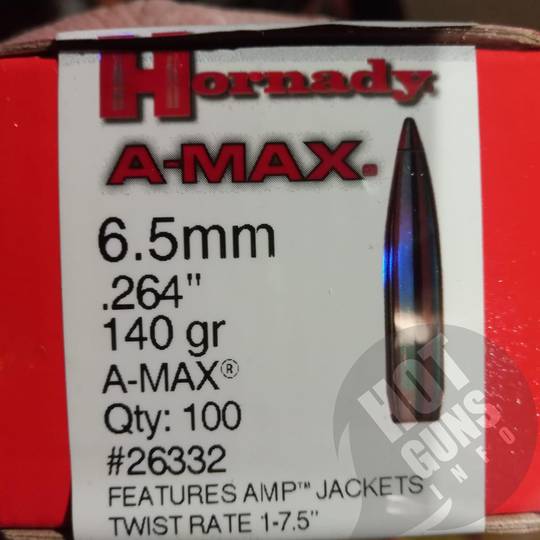 Hornady
A-MAX.
6.5mm
.264"
140 gr
A-MAX®
Qty: 100
#26332
FEATURES AMP™ JACKETS
TWIST RATE 1-7.5"
HOT
GUNS.
INFO